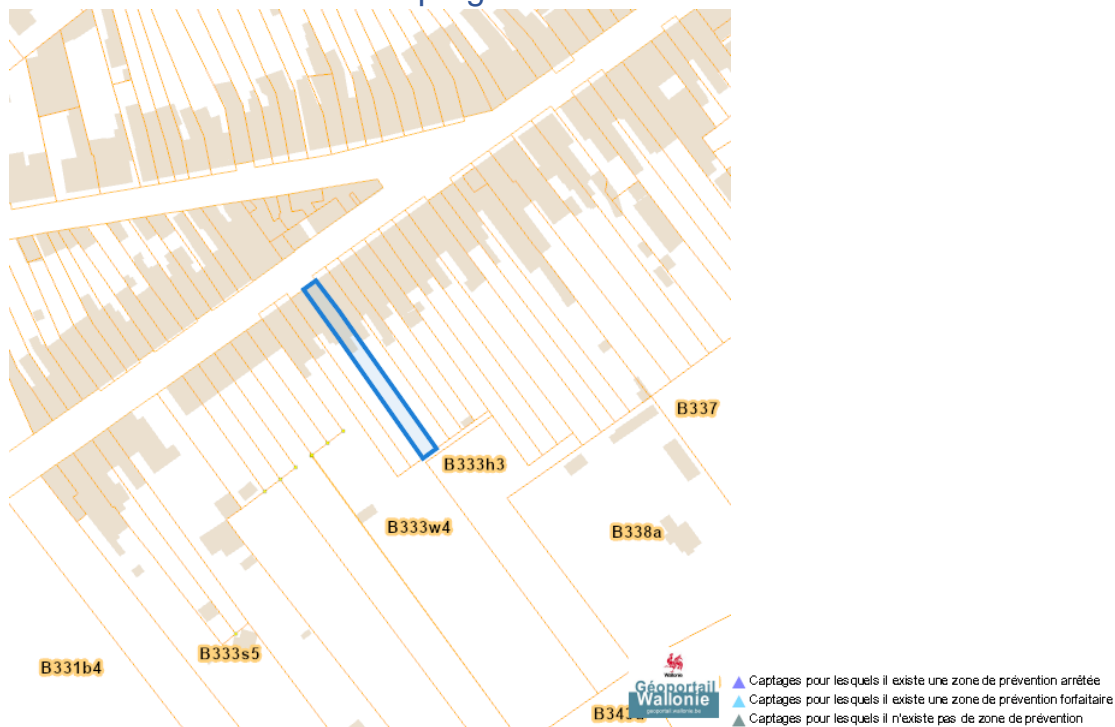 B337
B333h3
B333w4
B338a
B333s5
B331b4
Wallonie
Géoportail
Wallonie
geoportail.wallonie.be
Captages pour lesquels il existe une zone de prévention arrêtée
Captages pour lesquels il existe une zone de prévention forfaitaire
Captages pour lesquels il n'existe pas de zone de prévention